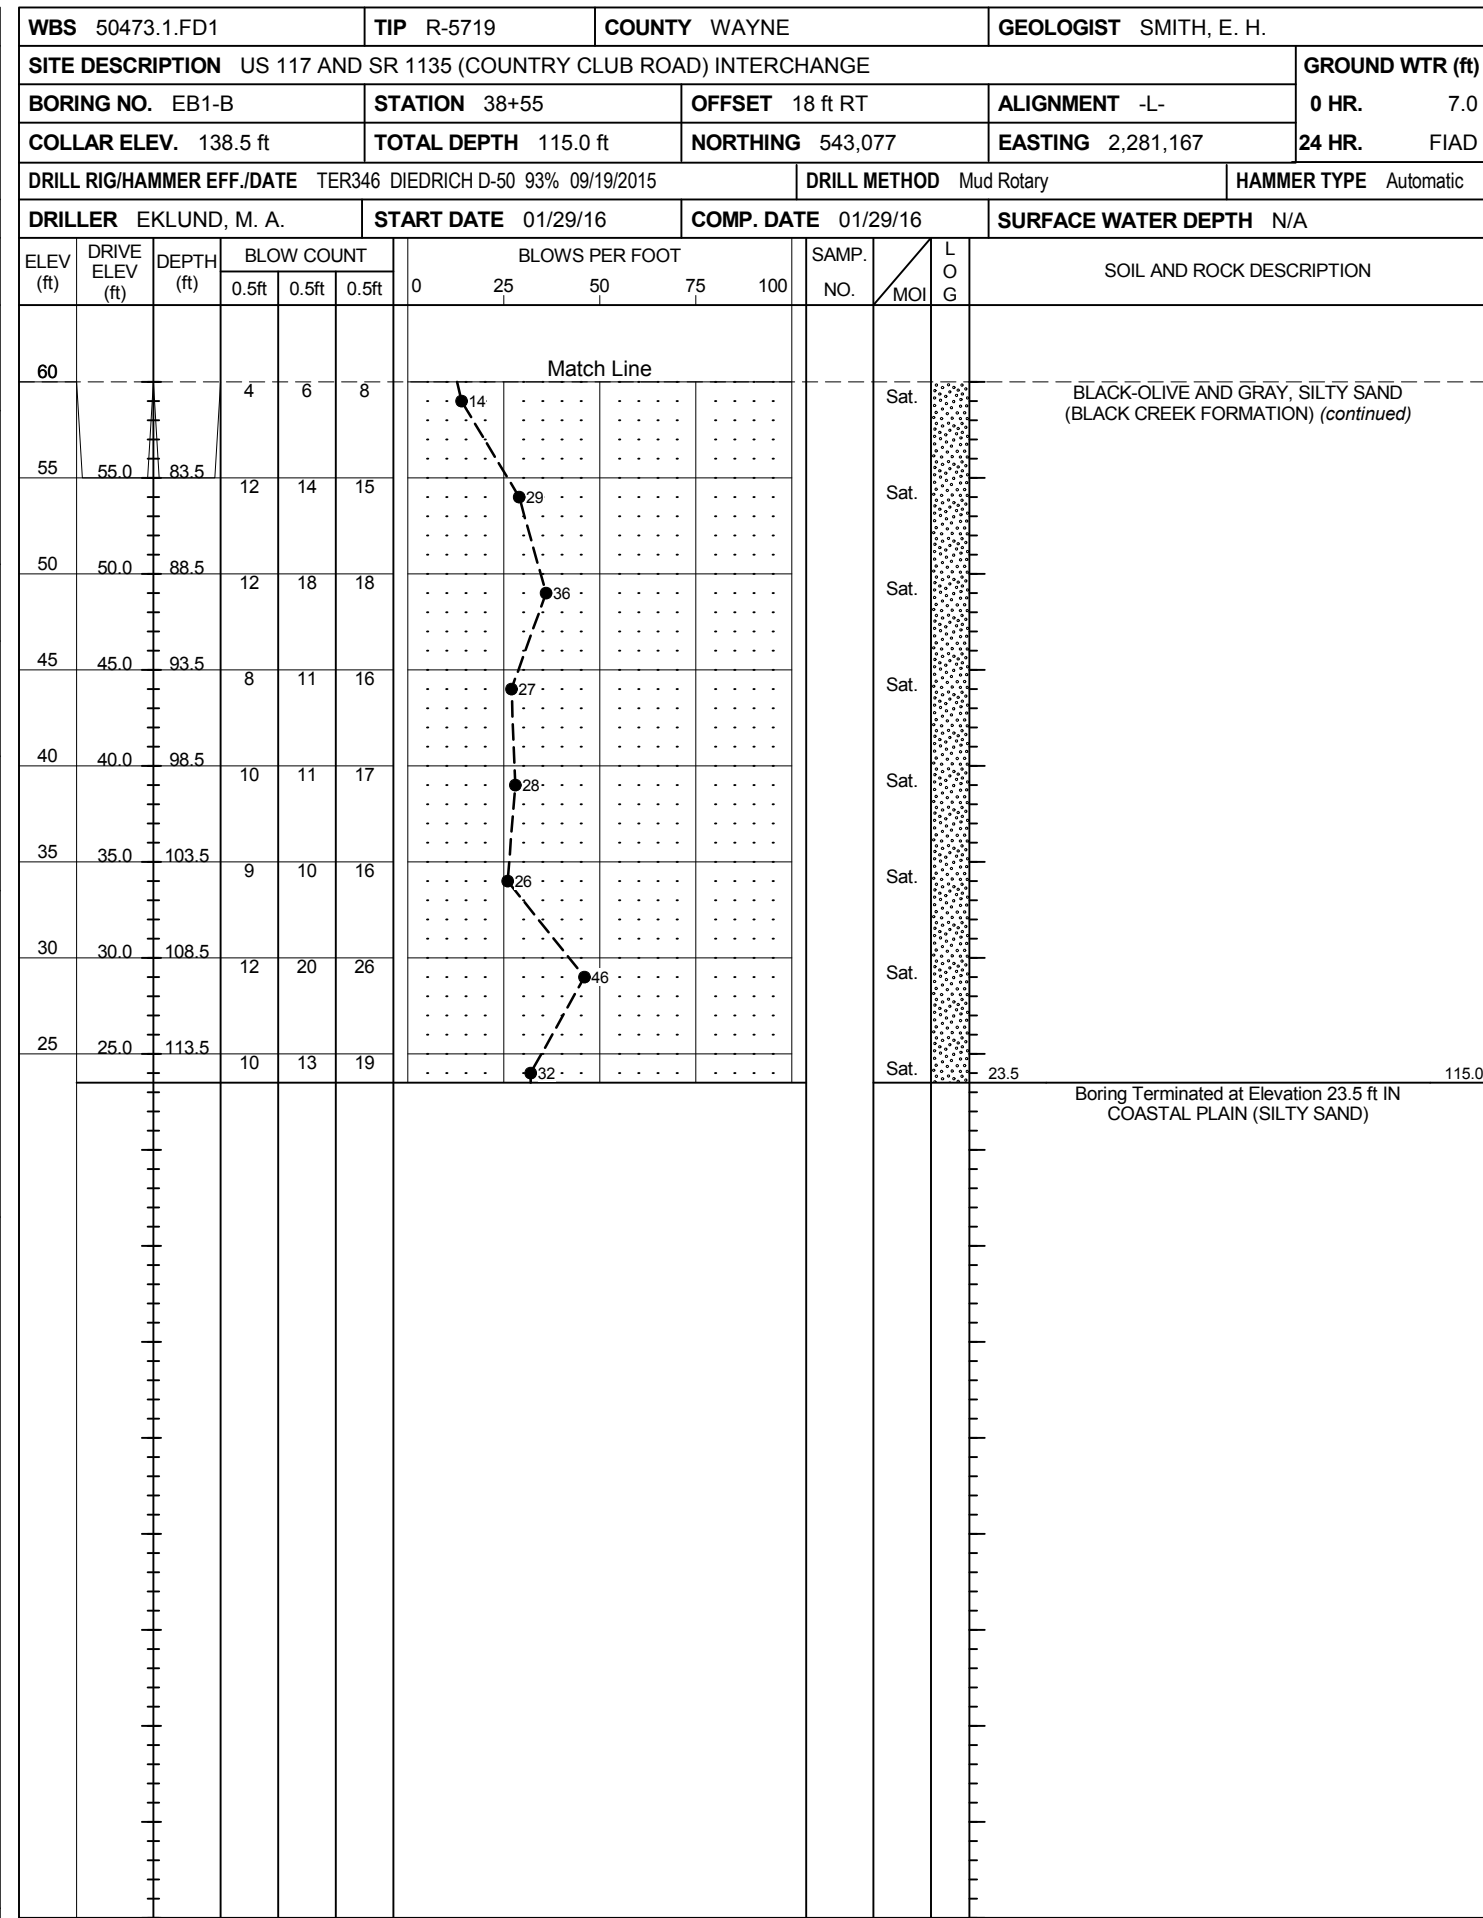 WBS 50473.1.FD1 TIP R-5719 COUNTY WAYNE GEOLOGIST SMITH, E. H.
SITE DESCRIPTION US 117 AND SR 1135 (COUNTRY CLUB ROAD) INTERCHANGE GROUND WTR (ft)
BORING NO. EB1-B STATION 38+55 OFFSET 18 ft RT ALIGNMENT -L- 0 HR. 7.0
COLLAR ELEV. 138.5 ft TOTAL DEPTH 115.0 ft NORTHING 543,077 EASTING 2,281,167 24 HR. FIAD
DRILL RIG/HAMMER EFF./DATE TER346 DIEDRICH D-50 93% 09/19/2015 DRILL METHOD Mud Rotary HAMMER TYPE Automatic
DRILLER EKLUND, M. A. START DATE 01/29/16 COMP. DATE 01/29/16 SURFACE WATER DEPTH N/A
ELEV (ft) DRIVE ELEV (ft) DEPTH (ft) BLOW COUNT BLOWS PER FOOT SAMP. NO. MOI LOG SOIL AND ROCK DESCRIPTION
0.5ft 0.5ft 0.5ft 0 25 50 75 100
Match Line
60
4 6 8 14 Sat. BLACK-OLIVE AND GRAY, SILTY SAND
(BLACK CREEK FORMATION) (continued)
55 55.0 83.5
12 14 15 29 Sat.
50 50.0 88.5
12 18 18 36 Sat.
45 45.0 93.5
8 11 16 27 Sat.
40 40.0 98.5
10 11 17 28 Sat.
35 35.0 103.5
9 10 16 26 Sat.
30 30.0 108.5
12 20 26 46 Sat.
25 25.0 113.5
10 13 19 32 Sat. 23.5 115.0
Boring Terminated at Elevation 23.5 ft IN
COASTAL PLAIN (SILTY SAND)